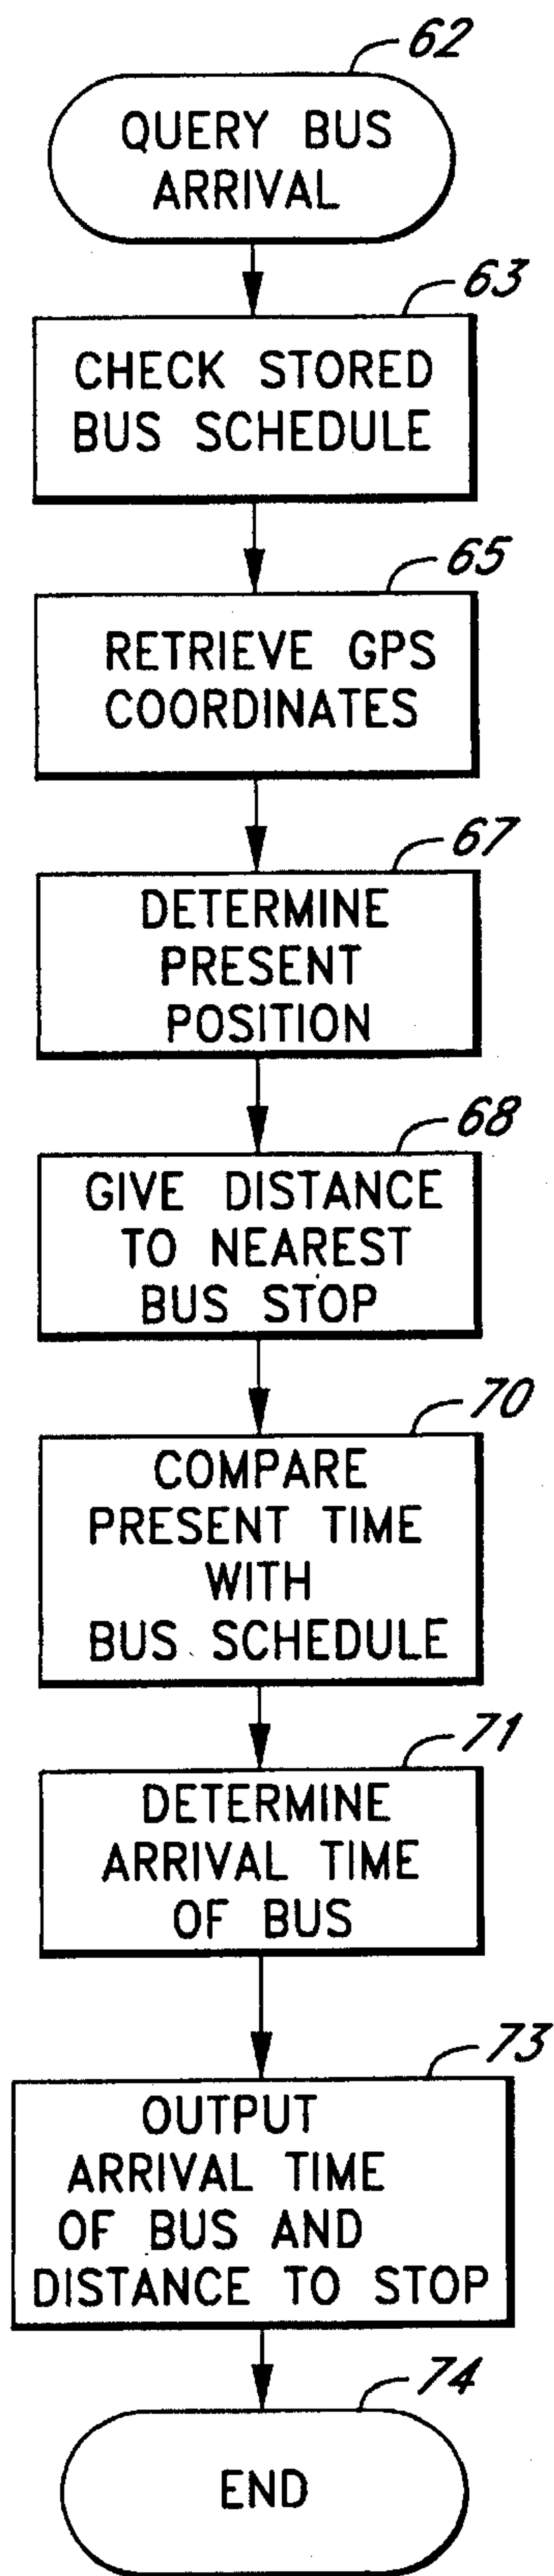 62
QUERY BUS
ARRIVAL
63
CHECK STORED
BUS SCHEDULE
65
RETRIEVE GPS
COORDINATES
67
DETERMINE
PRESENT
POSITION
68
GIVE DISTANCE
TO NEAREST
BUS STOP
70
COMPARE
PRESENT TIME
WITH
BUS SCHEDULE
71
DETERMINE
ARRIVAL TIME
OF BUS
73
OUTPUT
ARRIVAL TIME
OF BUS AND
DISTANCE TO STOP
74
END